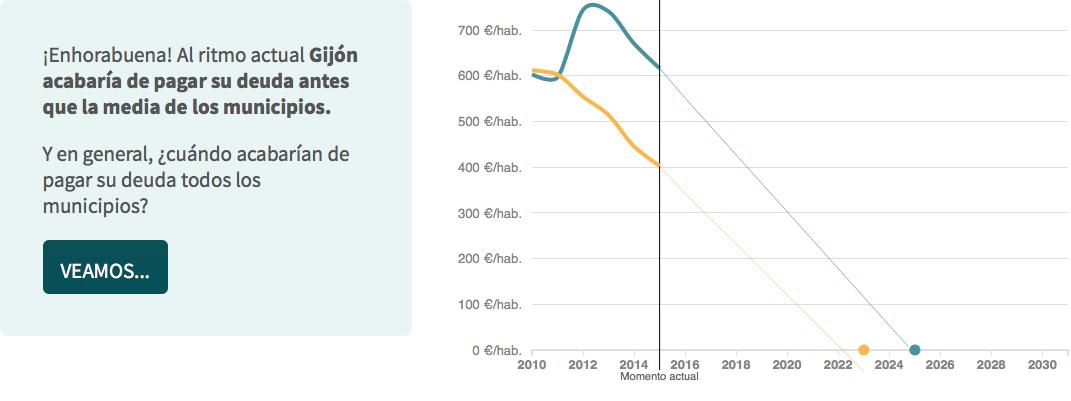 ¡Enhorabuena! Al ritmo actual Gijón
acabaría de pagar su deuda antes
que la media de los municipios.
Y en general, ¿cuándo acabarían de
pagar su deuda todos los
municipios?
VEAMOS...
700 €/hab.
600 €/hab.
500 €/hab.
400 €/hab.
300 €/hab.
200 €/hab.
100 €/hab.
0 €/hab.
2010 2012 2014 2016 2018 2020 2022 2024 2026 2028 2030
Momento actual